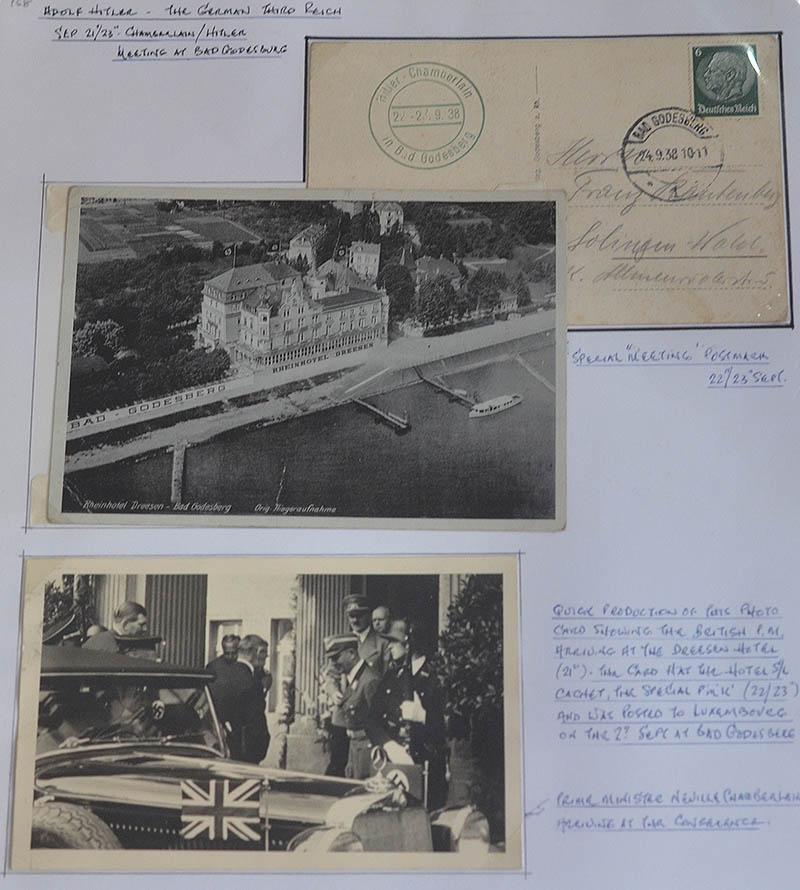 168
ADOLF HITLER - THE GERMAN THIRD REICH
SEP 21st/23rd CHAMBERLAIN/HITLER
MEETING AT BAD GODESBURG
Hitler-Chamberlain
22.-23.9.38
in Bad Godesberg
6
Deutsches Reich
BAD GODESBERG
24.9.38 10-11
Godesberg a. Rh.
Herrn
Franz
Solingen-Wald.
RHEINHOTEL DREESEN
BAD-GODESBERG
Rheinhotel Dreesen - Bad Godesberg Orig. Fliegeraufnahme
SPECIAL "MEETING" POSTMARK
22/23rd SEPT.
QUICK PRODUCTION OF THIS PHOTO
CARD SHOWING THE BRITISH P.M.
ARRIVING AT THE DREESEN HOTEL
(21st). THE CARD HAS THE HOTEL S/L
CACHET, THE SPECIAL P'M'K' (22/23rd)
AND WAS POSTED TO LUXEMBOURG
ON THE SEPT AT BAD GODESBERG
PRIME MINISTER NEVILLE CHAMBERLAIN
ARRIVING AT THE CONFERENCE.